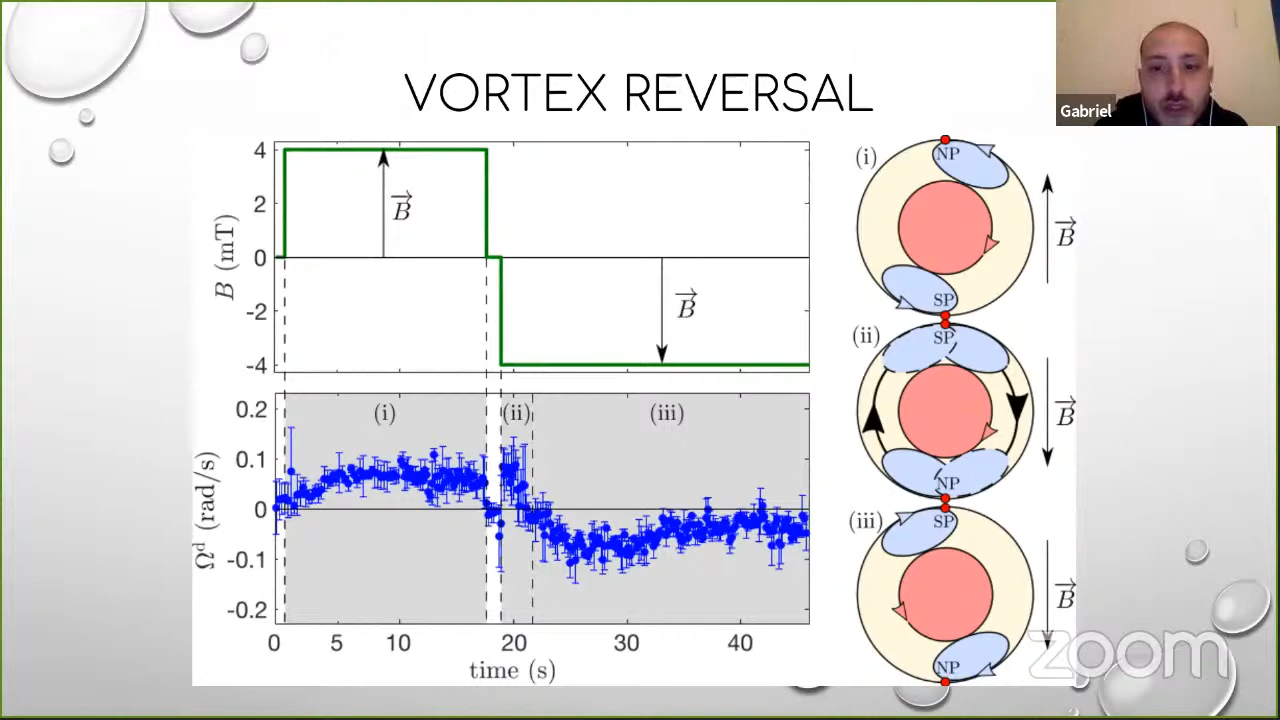 VORTEX REVERSAL
Gabriel
4
2
0
-2
-4
B (mT)
B
B
(i)
(ii)
(iii)
0.2
0.1
0
-0.1
-0.2
Ωᵈ (rad/s)
0
5
10
20
30
40
time (s)
(i)
NP
SP
B
(ii)
SP
NP
B
(iii)
SP
NP
B
zoom